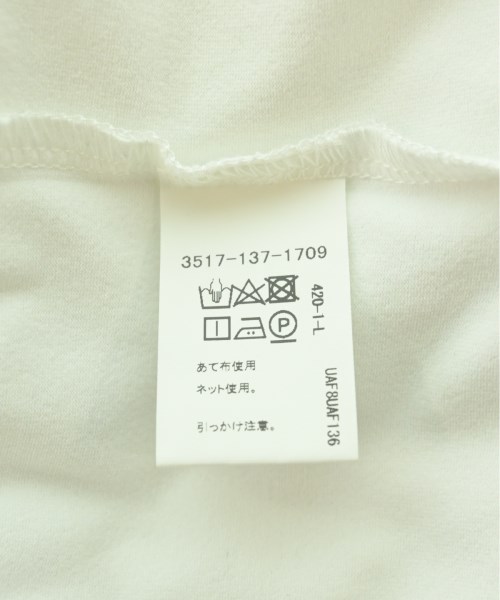 3517-137-1709
P
あて布使用
ネット使用。
引っかけ注意。
420-1-L
UAF8UAF136